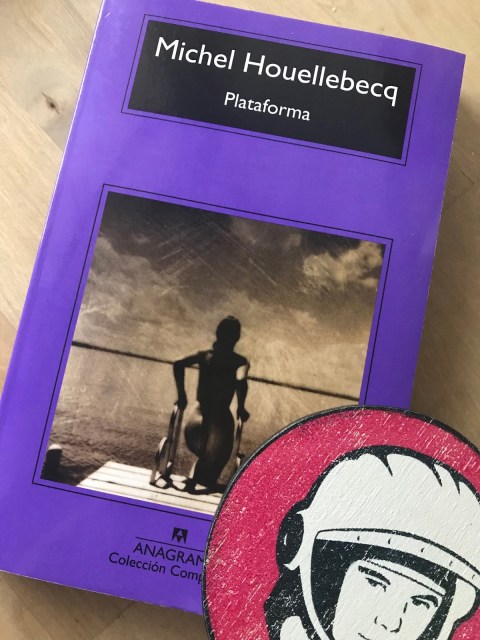 Michel Houellebecq
Plataforma
ANAGRAM
Colección Comp